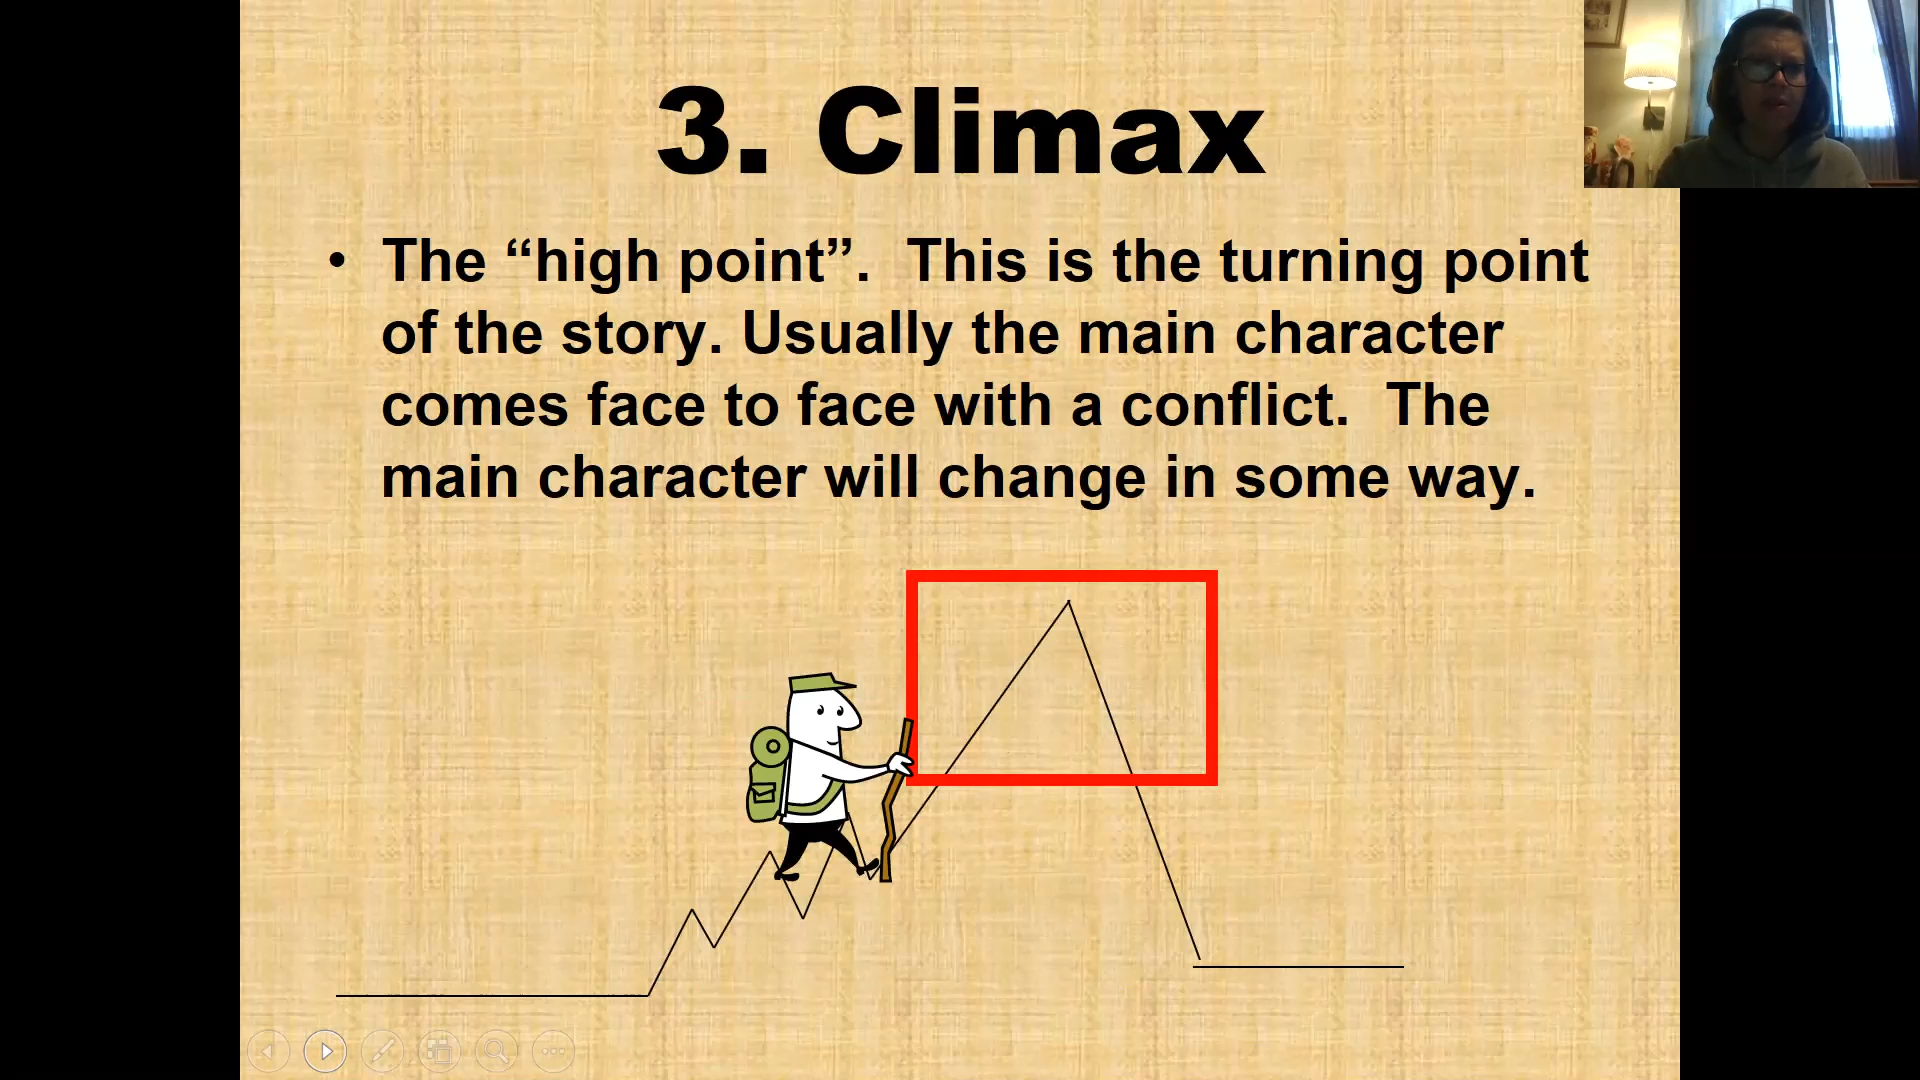 3. Climax
• The “high point”.  This is the turning point
of the story. Usually the main character
comes face to face with a conflict.  The
main character will change in some way.